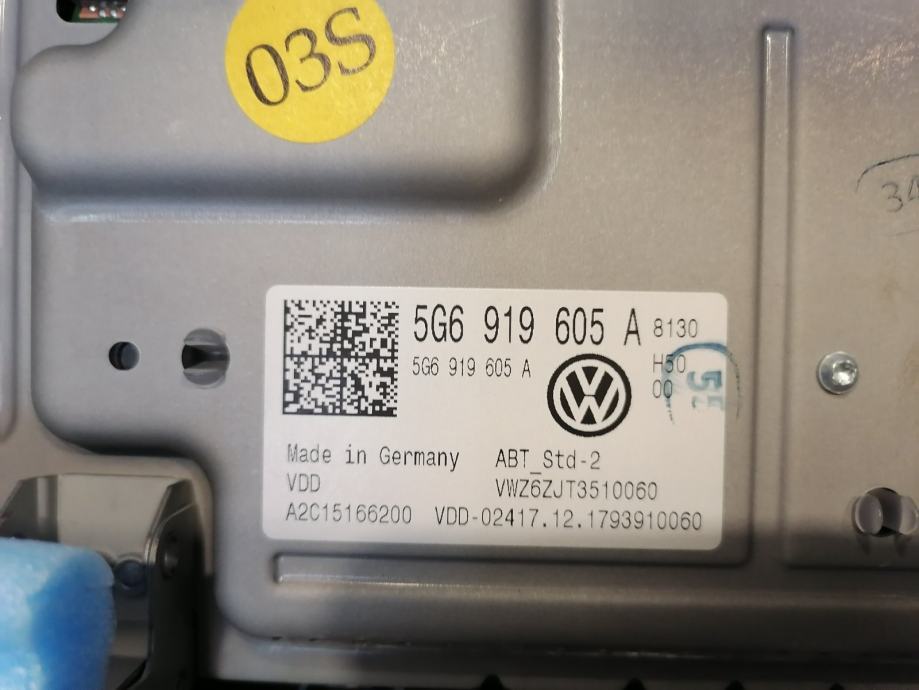 03S
34
5G6 919 605 A 8130
5G6 919 605 A H50
00
Made in Germany ABT_Std-2
VDD VWZ6ZJT3510060
A2C15166200 VDD-02417.12.1793910060